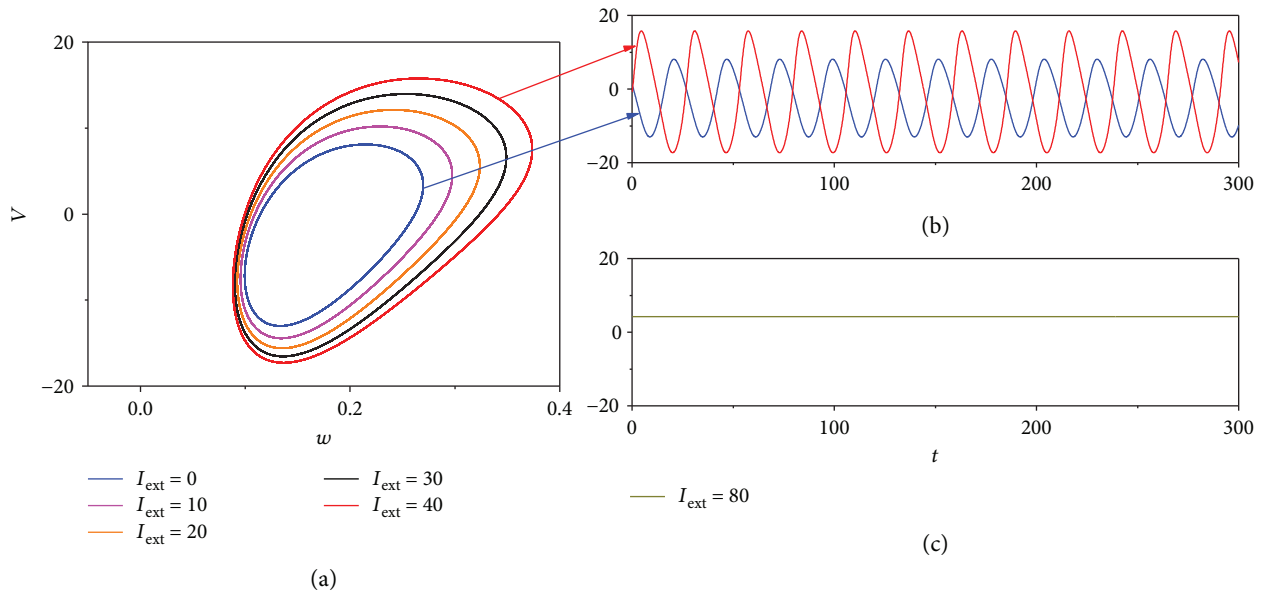 20
0
−20
V
0.0 0.2 0.4
w
I_ext = 0
I_ext = 10
I_ext = 20
I_ext = 30
I_ext = 40
(a)
20
0
−20
0 100 200 300
(b)
20
0
−20
0 100 200 300
t
I_ext = 80
(c)